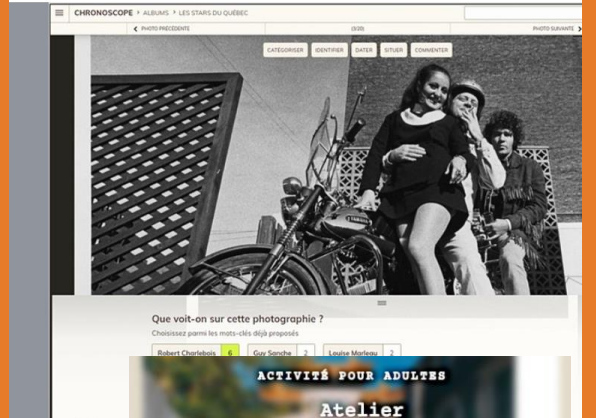 CHRONOSCOPE › ALBUMS › LES STARS DU QUÉBEC
PHOTO PRÉCÉDENTE
PHOTO SUIVANTE
CATÉGORISER IDENTIFIER DATER SITUER COMMENTER
YAMAHA
Que voit-on sur cette photographie ?
Choisissez parmi les mots-clés déjà proposés
Robert Charlebois 6 Guy Sanche 2 Louise Marleau 2
ACTIVITÉ POUR ADULTES
Atelier